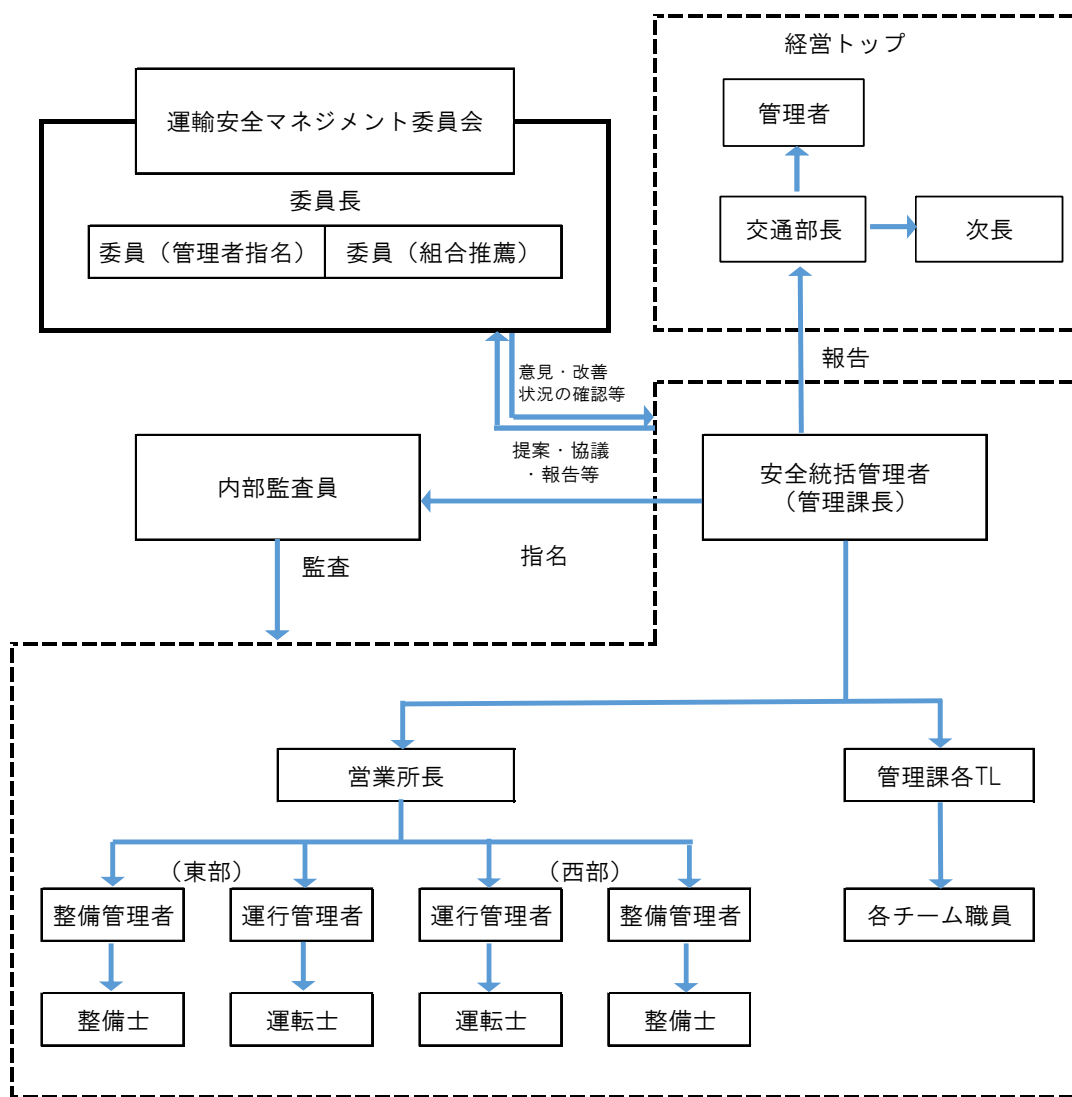 経営トップ
運輸安全マネジメント委員会
管理者
委員長
委員（管理者指名）
委員（組合推薦）
交通部長
次長
報告
意見・改善
状況の確認等
提案・協議
・報告等
内部監査員
安全統括管理者
（管理課長）
指名
監査
営業所長
管理課各TL
（東部）
（西部）
整備管理者
運行管理者
運行管理者
整備管理者
各チーム職員
整備士
運転士
運転士
整備士